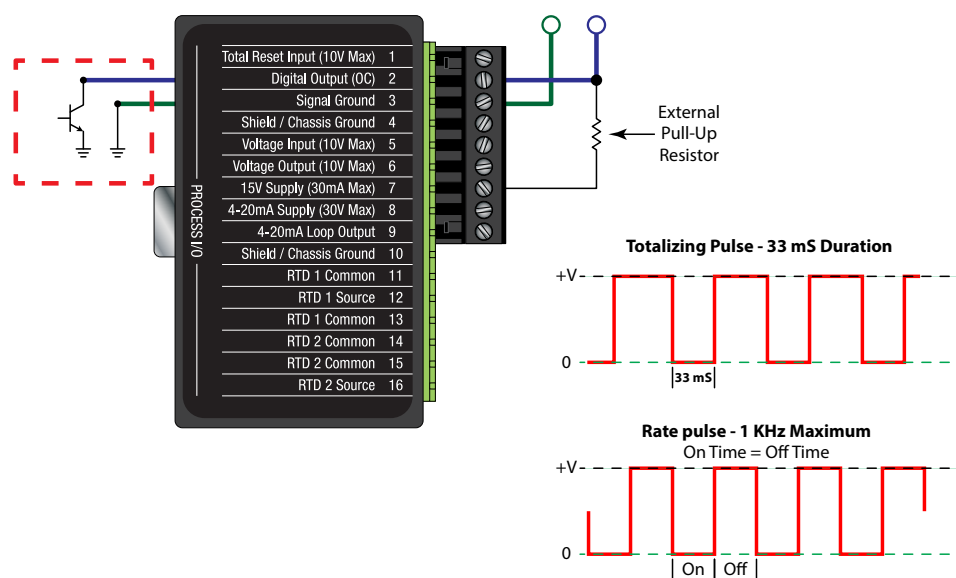 Total Reset Input (10V Max) 1
Digital Output (OC) 2
Signal Ground 3
Shield / Chassis Ground 4
Voltage Input (10V Max) 5
Voltage Output (10V Max) 6
15V Supply (30mA Max) 7
4-20mA Supply (30V Max) 8
4-20mA Loop Output 9
Shield / Chassis Ground 10
RTD 1 Common 11
RTD 1 Source 12
RTD 1 Common 13
RTD 2 Common 14
RTD 2 Common 15
RTD 2 Source 16
PROCESS I/O
External
Pull-Up
Resistor
Totalizing Pulse - 33 mS Duration
+V
0
33 mS
Rate pulse - 1 KHz Maximum
On Time = Off Time
+V
0
On Off